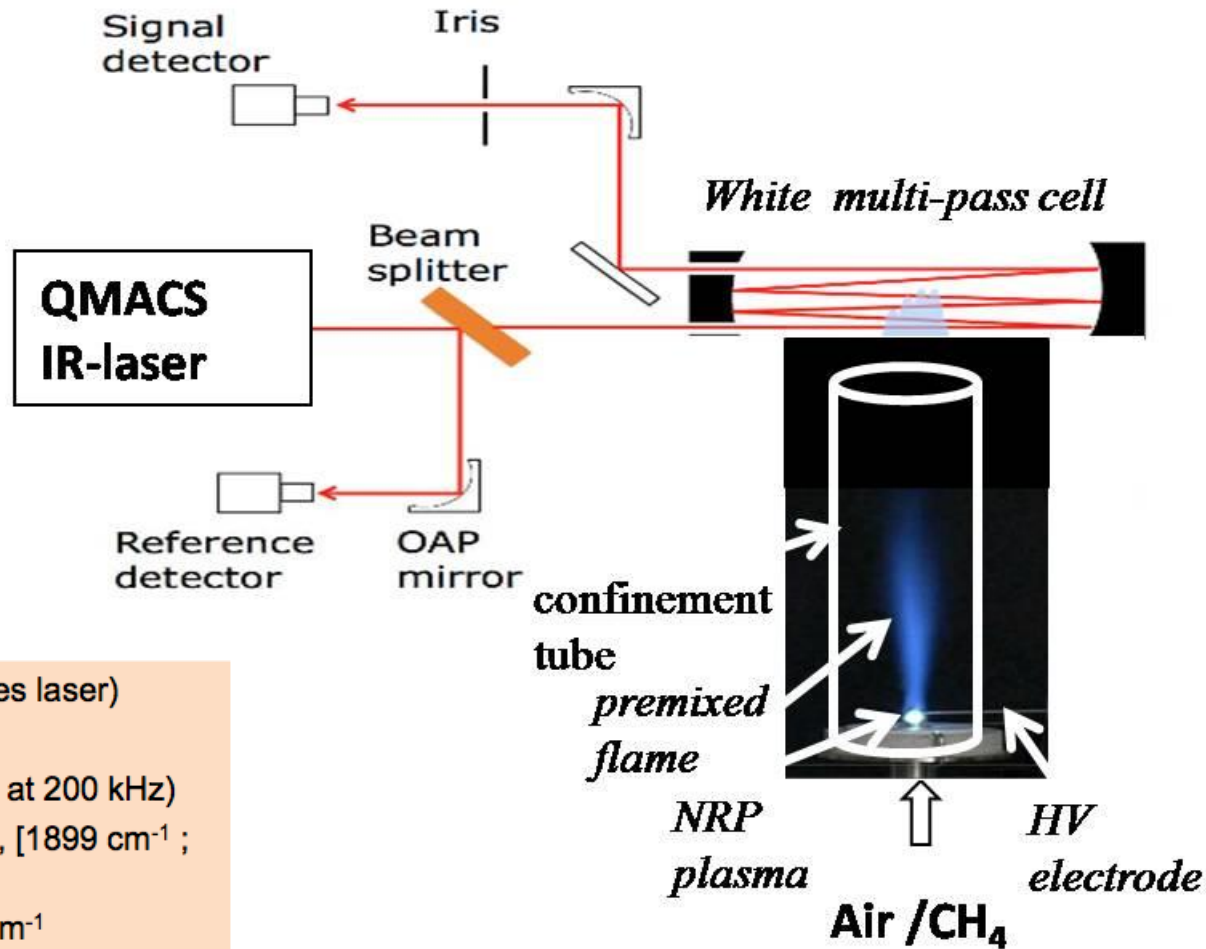 Signal
detector
Iris
White multi-pass cell
Beam
splitter
QMACS
IR-laser
Reference
detector
OAP
mirror
confinement
tube
premixed
flame
NRP
plasma
HV
electrode
Air /CH₄
es laser)
at 200 kHz)
, [1899 cm⁻¹ ;
m⁻¹